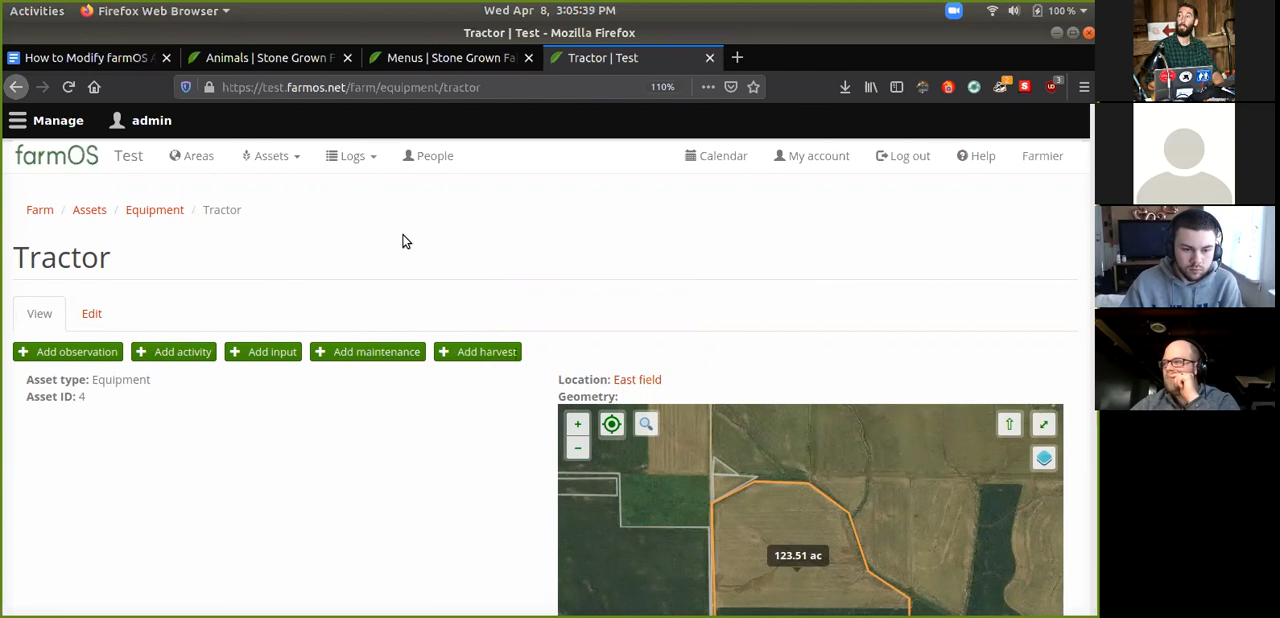 Activities Firefox Web Browser Wed Apr 8, 3:05:39 PM 100 %
Tractor | Test - Mozilla Firefox
How to Modify farmOS A Animals | Stone Grown F Menus | Stone Grown Fa Tractor | Test
https://test.farmos.net/farm/equipment/tractor 110%
Manage admin
farmOS Test Areas Assets Logs People Calendar My account Log out Help Farmier
Farm / Assets / Equipment / Tractor
Tractor
View Edit
Add observation Add activity Add input Add maintenance Add harvest
Asset type: Equipment Location: East field
Asset ID: 4 Geometry:
123.51 ac